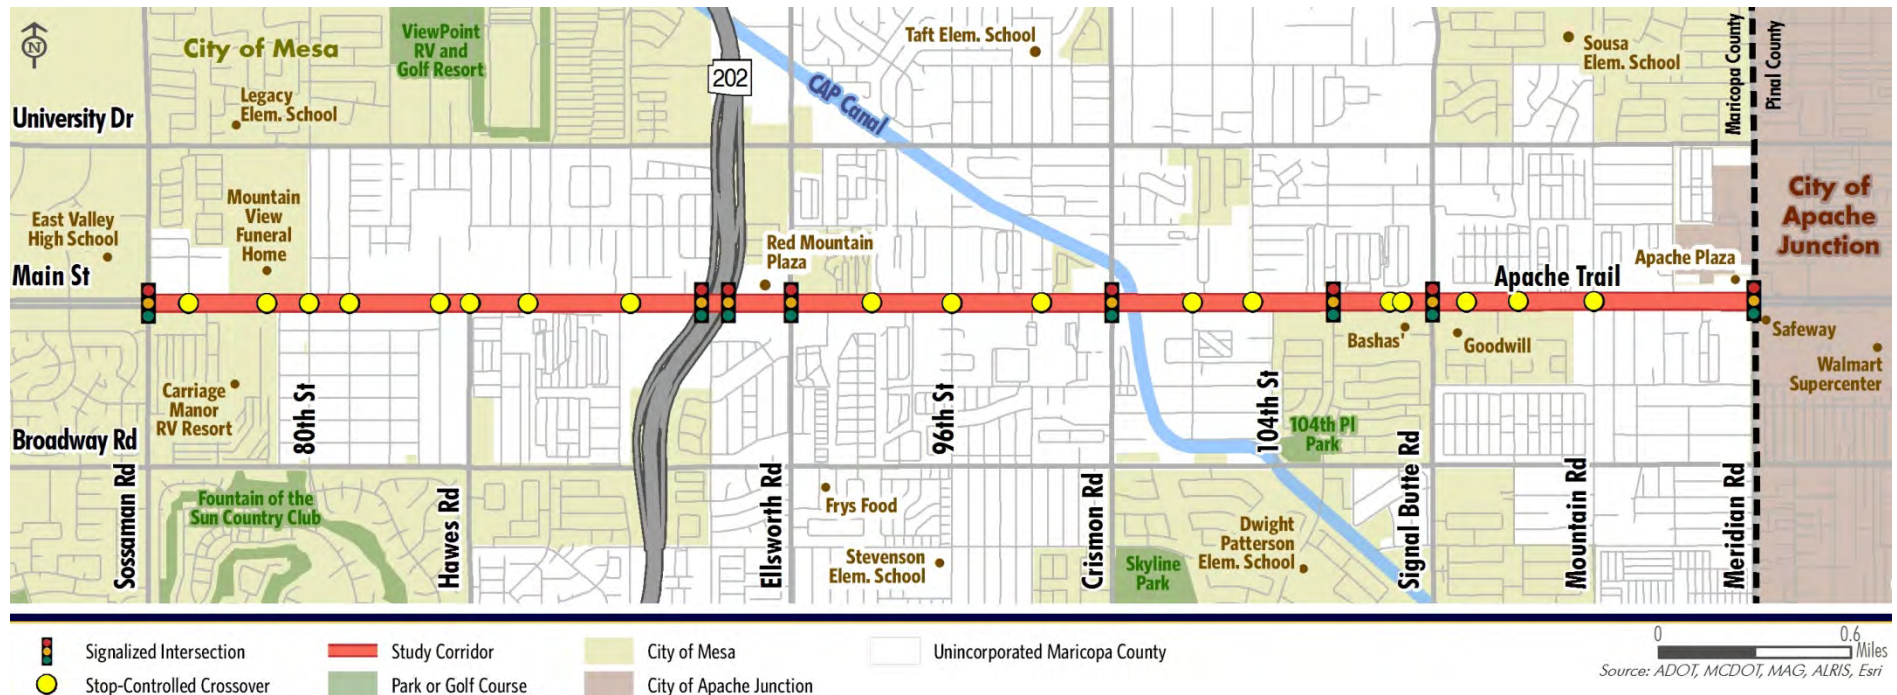 N
City of Mesa
ViewPoint
RV and
Golf Resort
202
Taft Elem. School
Sousa
Elem. School
Maricopa County
Pinal County
Legacy
Elem. School
CAP Canal
University Dr
East Valley
High School
Mountain
View
Funeral
Home
Red Mountain
Plaza
City of
Apache
Junction
Apache Plaza
Main St
Apache Trail
Safeway
Bashas'
Goodwill
Walmart
Supercenter
Carriage
Manor
RV Resort
80th St
96th St
104th St
104th Pl
Park
Broadway Rd
Sossaman Rd
Fountain of the
Sun Country Club
Hawes Rd
Ellsworth Rd
Frys Food
Stevenson
Elem. School
Crismon Rd
Skyline
Park
Dwight
Patterson
Elem. School
Signal Butte Rd
Mountain Rd
Meridian Rd
Signalized Intersection
Study Corridor
City of Mesa
Unincorporated Maricopa County
0 0.6
Miles
Stop-Controlled Crossover
Park or Golf Course
City of Apache Junction
Source: ADOT, MCDOT, MAG, ALRIS, Esri